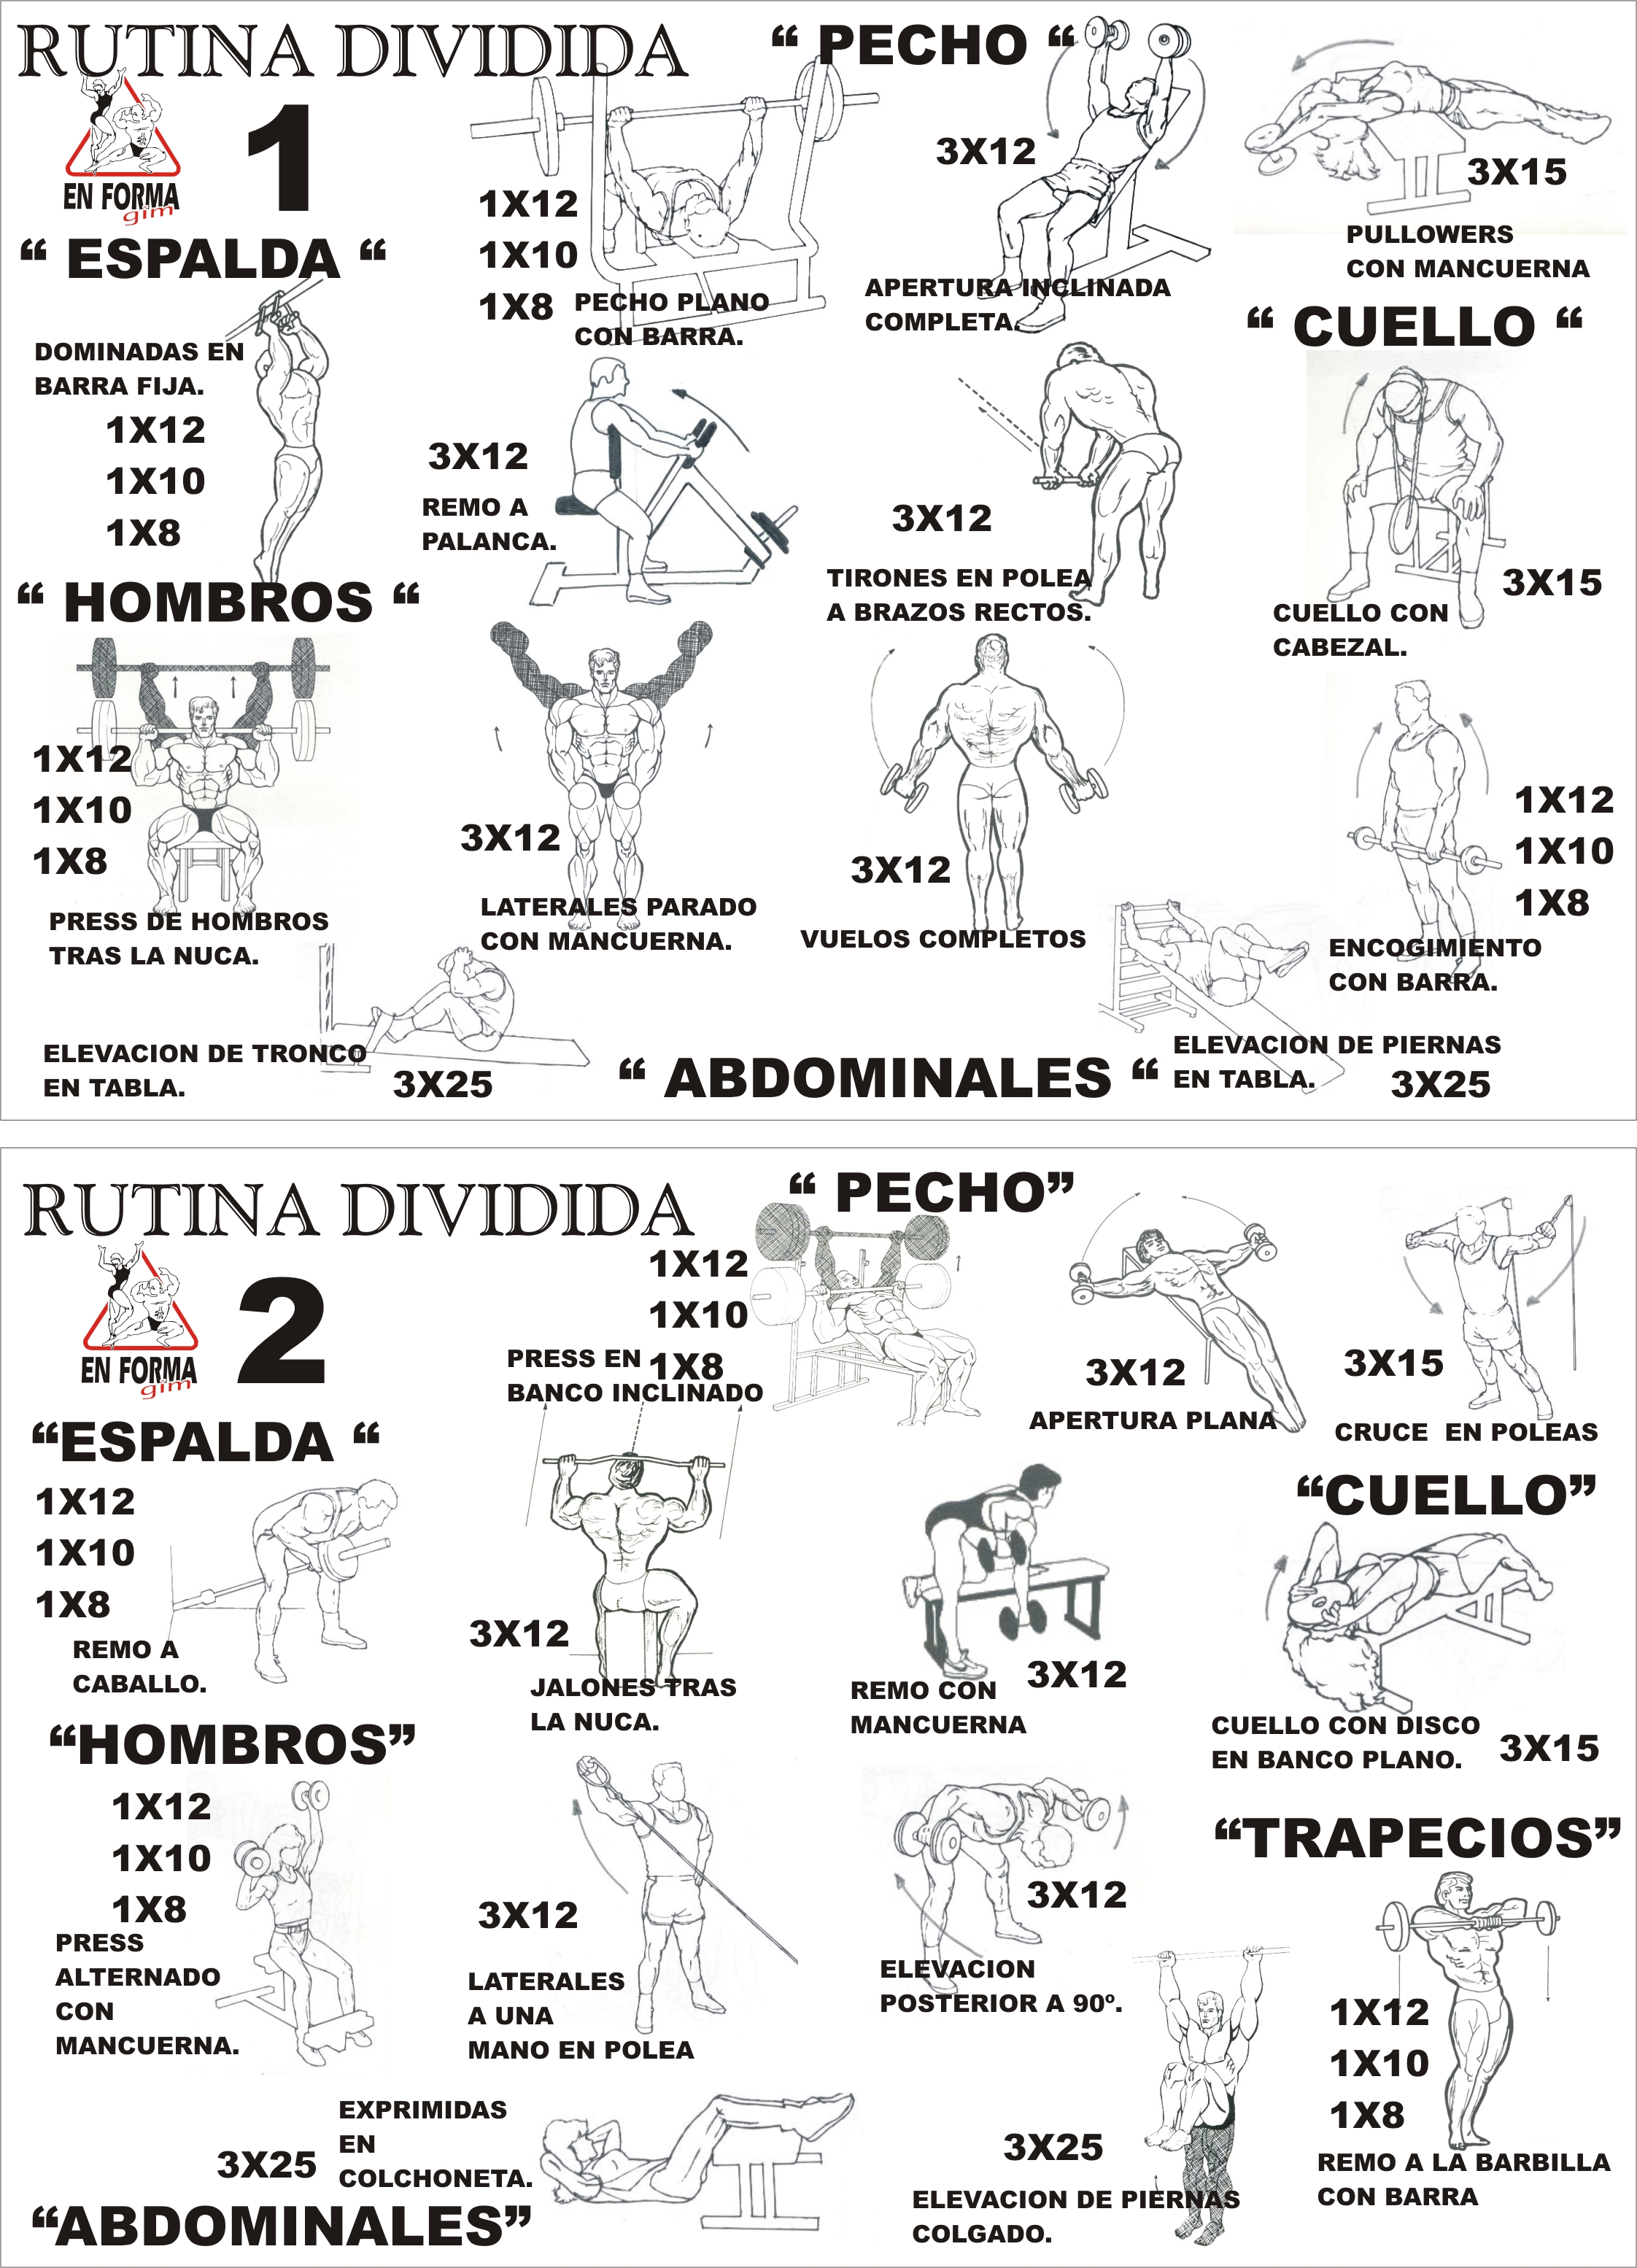 RUTINA DIVIDIDA
1
EN FORMA
gim
“ PECHO “
1X12
1X10
1X8
PECHO PLANO
CON BARRA.
3X12
APERTURA INCLINADA
COMPLETA.
3X15
PULLOWERS
CON MANCUERNA
“ ESPALDA “
DOMINADAS EN
BARRA FIJA.
1X12
1X10
1X8
3X12
REMO A
PALANCA.
3X12
TIRONES EN POLEA
A BRAZOS RECTOS.
“ CUELLO “
3X15
CUELLO CON
CABEZAL.
“ HOMBROS “
1X12
1X10
1X8
PRESS DE HOMBROS
TRAS LA NUCA.
3X12
LATERALES PARADO
CON MANCUERNA.
3X12
VUELOS COMPLETOS
1X12
1X10
1X8
ENCOGIMIENTO
CON BARRA.
ELEVACION DE TRONCO
EN TABLA.
3X25
“ ABDOMINALES “
ELEVACION DE PIERNAS
EN TABLA.
3X25
RUTINA DIVIDIDA
2
EN FORMA
gim
“ PECHO”
1X12
1X10
1X8
PRESS EN
BANCO INCLINADO
3X12
APERTURA PLANA
3X15
CRUCE EN POLEAS
“ESPALDA “
1X12
1X10
1X8
REMO A
CABALLO.
3X12
JALONES TRAS
LA NUCA.
3X12
REMO CON
MANCUERNA
“CUELLO”
CUELLO CON DISCO
EN BANCO PLANO.
3X15
“HOMBROS”
1X12
1X10
1X8
PRESS
ALTERNADO
CON
MANCUERNA.
3X12
LATERALES
A UNA
MANO EN POLEA
3X12
ELEVACION
POSTERIOR A 90º.
“TRAPECIOS”
1X12
1X10
1X8
REMO A LA BARBILLA
CON BARRA
3X25
EXPRIMIDAS
EN
COLCHONETA.
“ABDOMINALES”
3X25
ELEVACION DE PIERNAS
COLGADO.